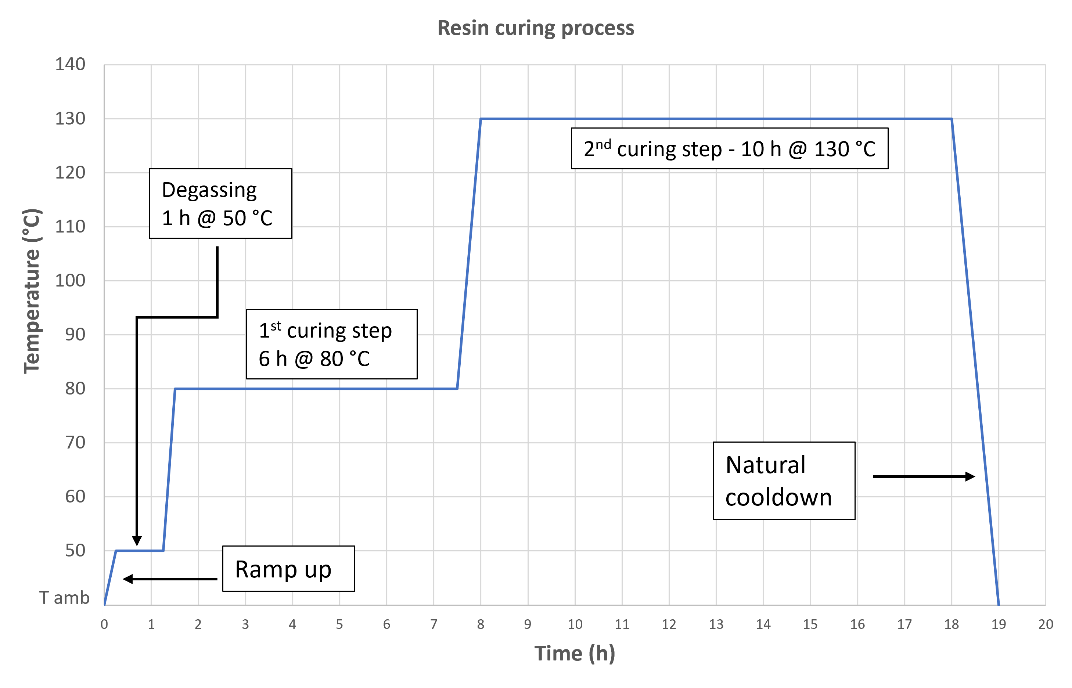 Resin curing process
Temperature (°C)
140
130
120
110
100
90
80
70
60
50
T amb
Degassing
1 h @ 50 °C
1st curing step
6 h @ 80 °C
2nd curing step - 10 h @ 130 °C
Natural
cooldown
Ramp up
0 1 2 3 4 5 6 7 8 9 10 11 12 13 14 15 16 17 18 19 20
Time (h)